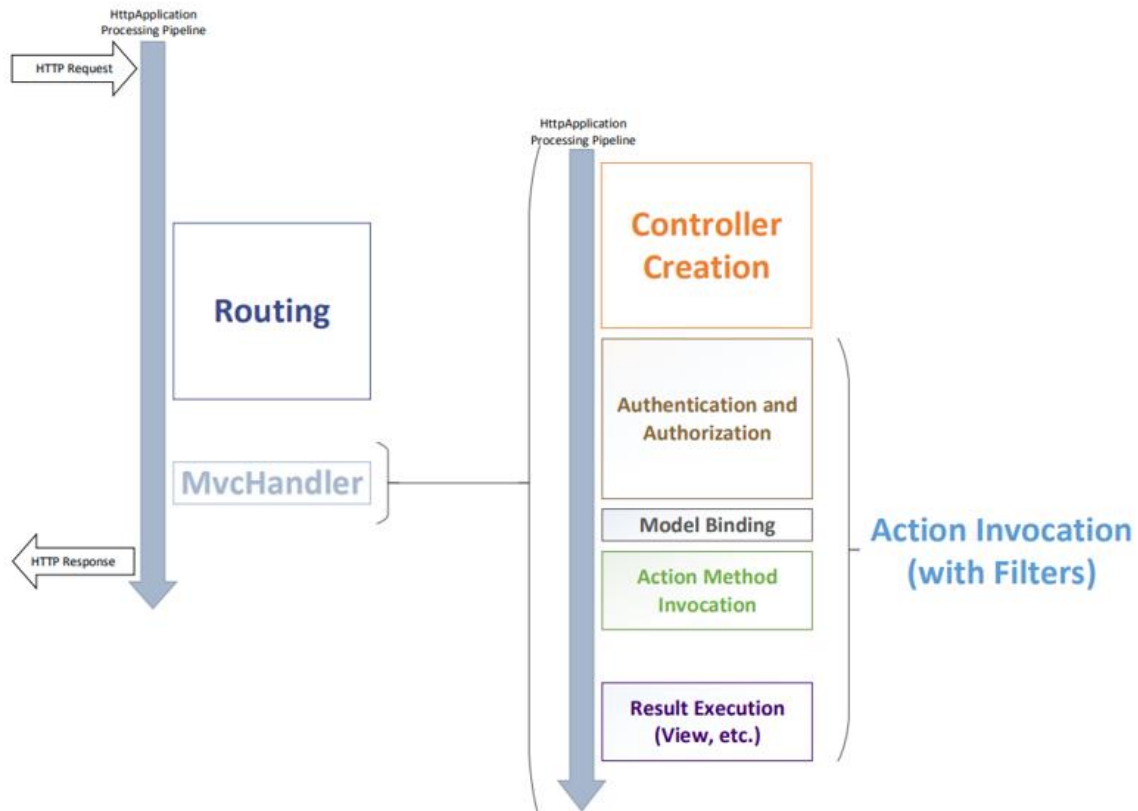 HttpApplication
Processing Pipeline
HTTP Request
HttpApplication
Processing Pipeline
Controller
Creation
Routing
Authentication and
Authorization
MvcHandler
Model Binding
Action Invocation
(with Filters)
HTTP Response
Action Method
Invocation
Result Execution
(View, etc.)